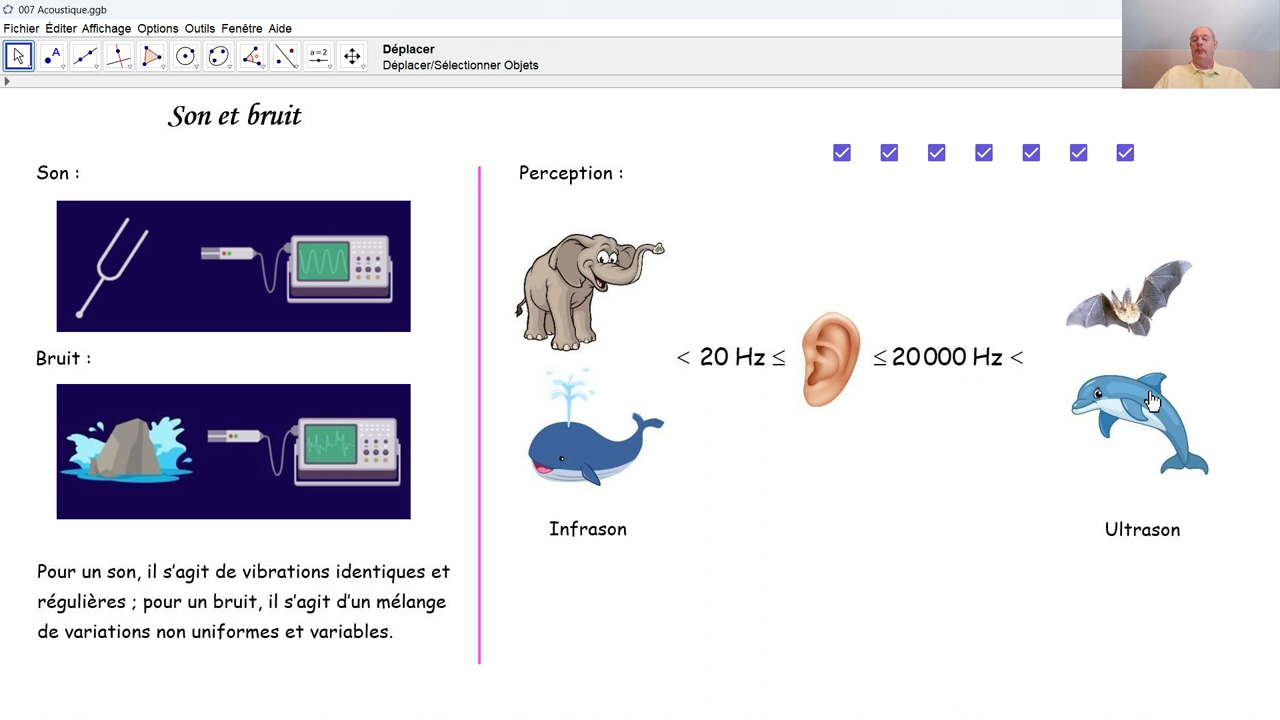 007 Acoustique.ggb
Fichier Éditer Affichage Options Outils Fenêtre Aide
A
a=2
Déplacer
Déplacer/Sélectionner Objets
Son et bruit
Son :
Bruit :
Pour un son, il s'agit de vibrations identiques et
régulières ; pour un bruit, il s'agit d'un mélange
de variations non uniformes et variables.
Perception :
< 20 Hz ≤ ≤ 20 000 Hz <
Infrason
Ultrason